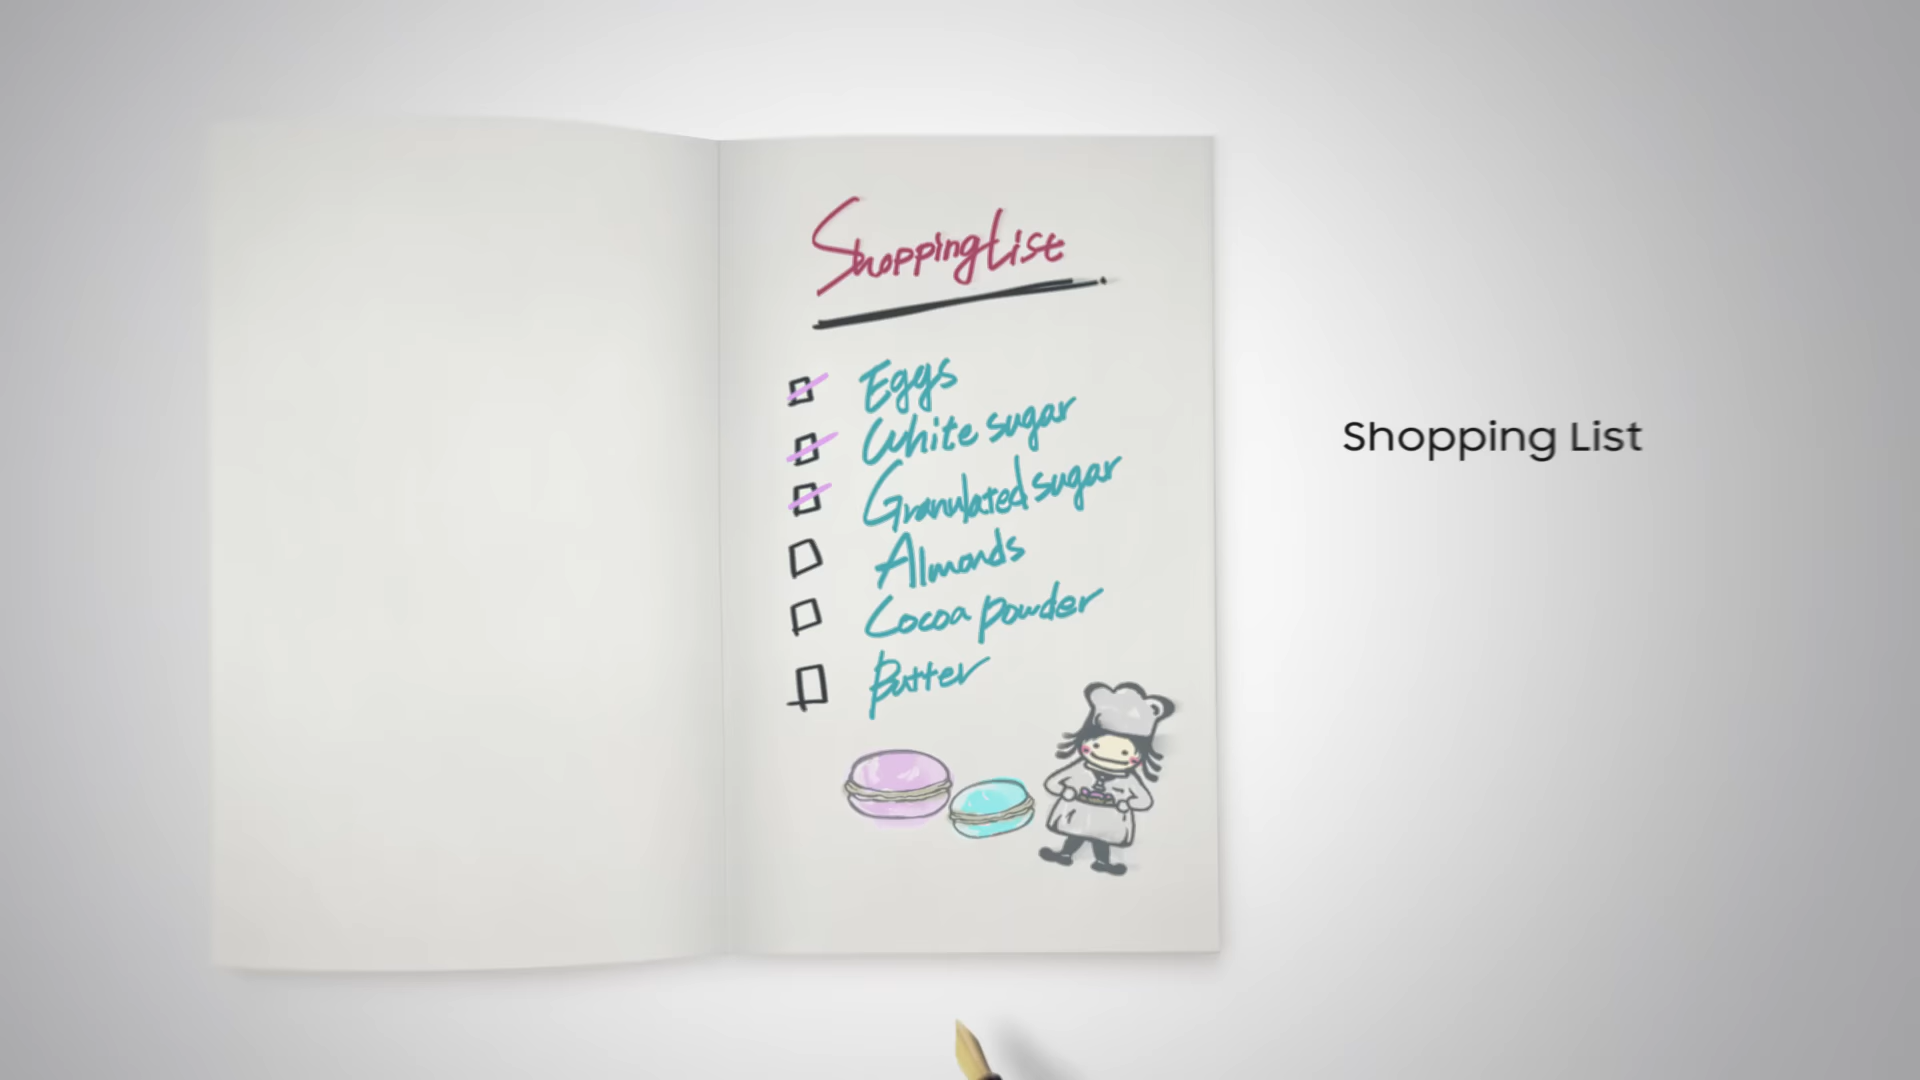 Shopping List
Eggs
White sugar
Granulated sugar
Almonds
Cocoa powder
Butter
Shopping List